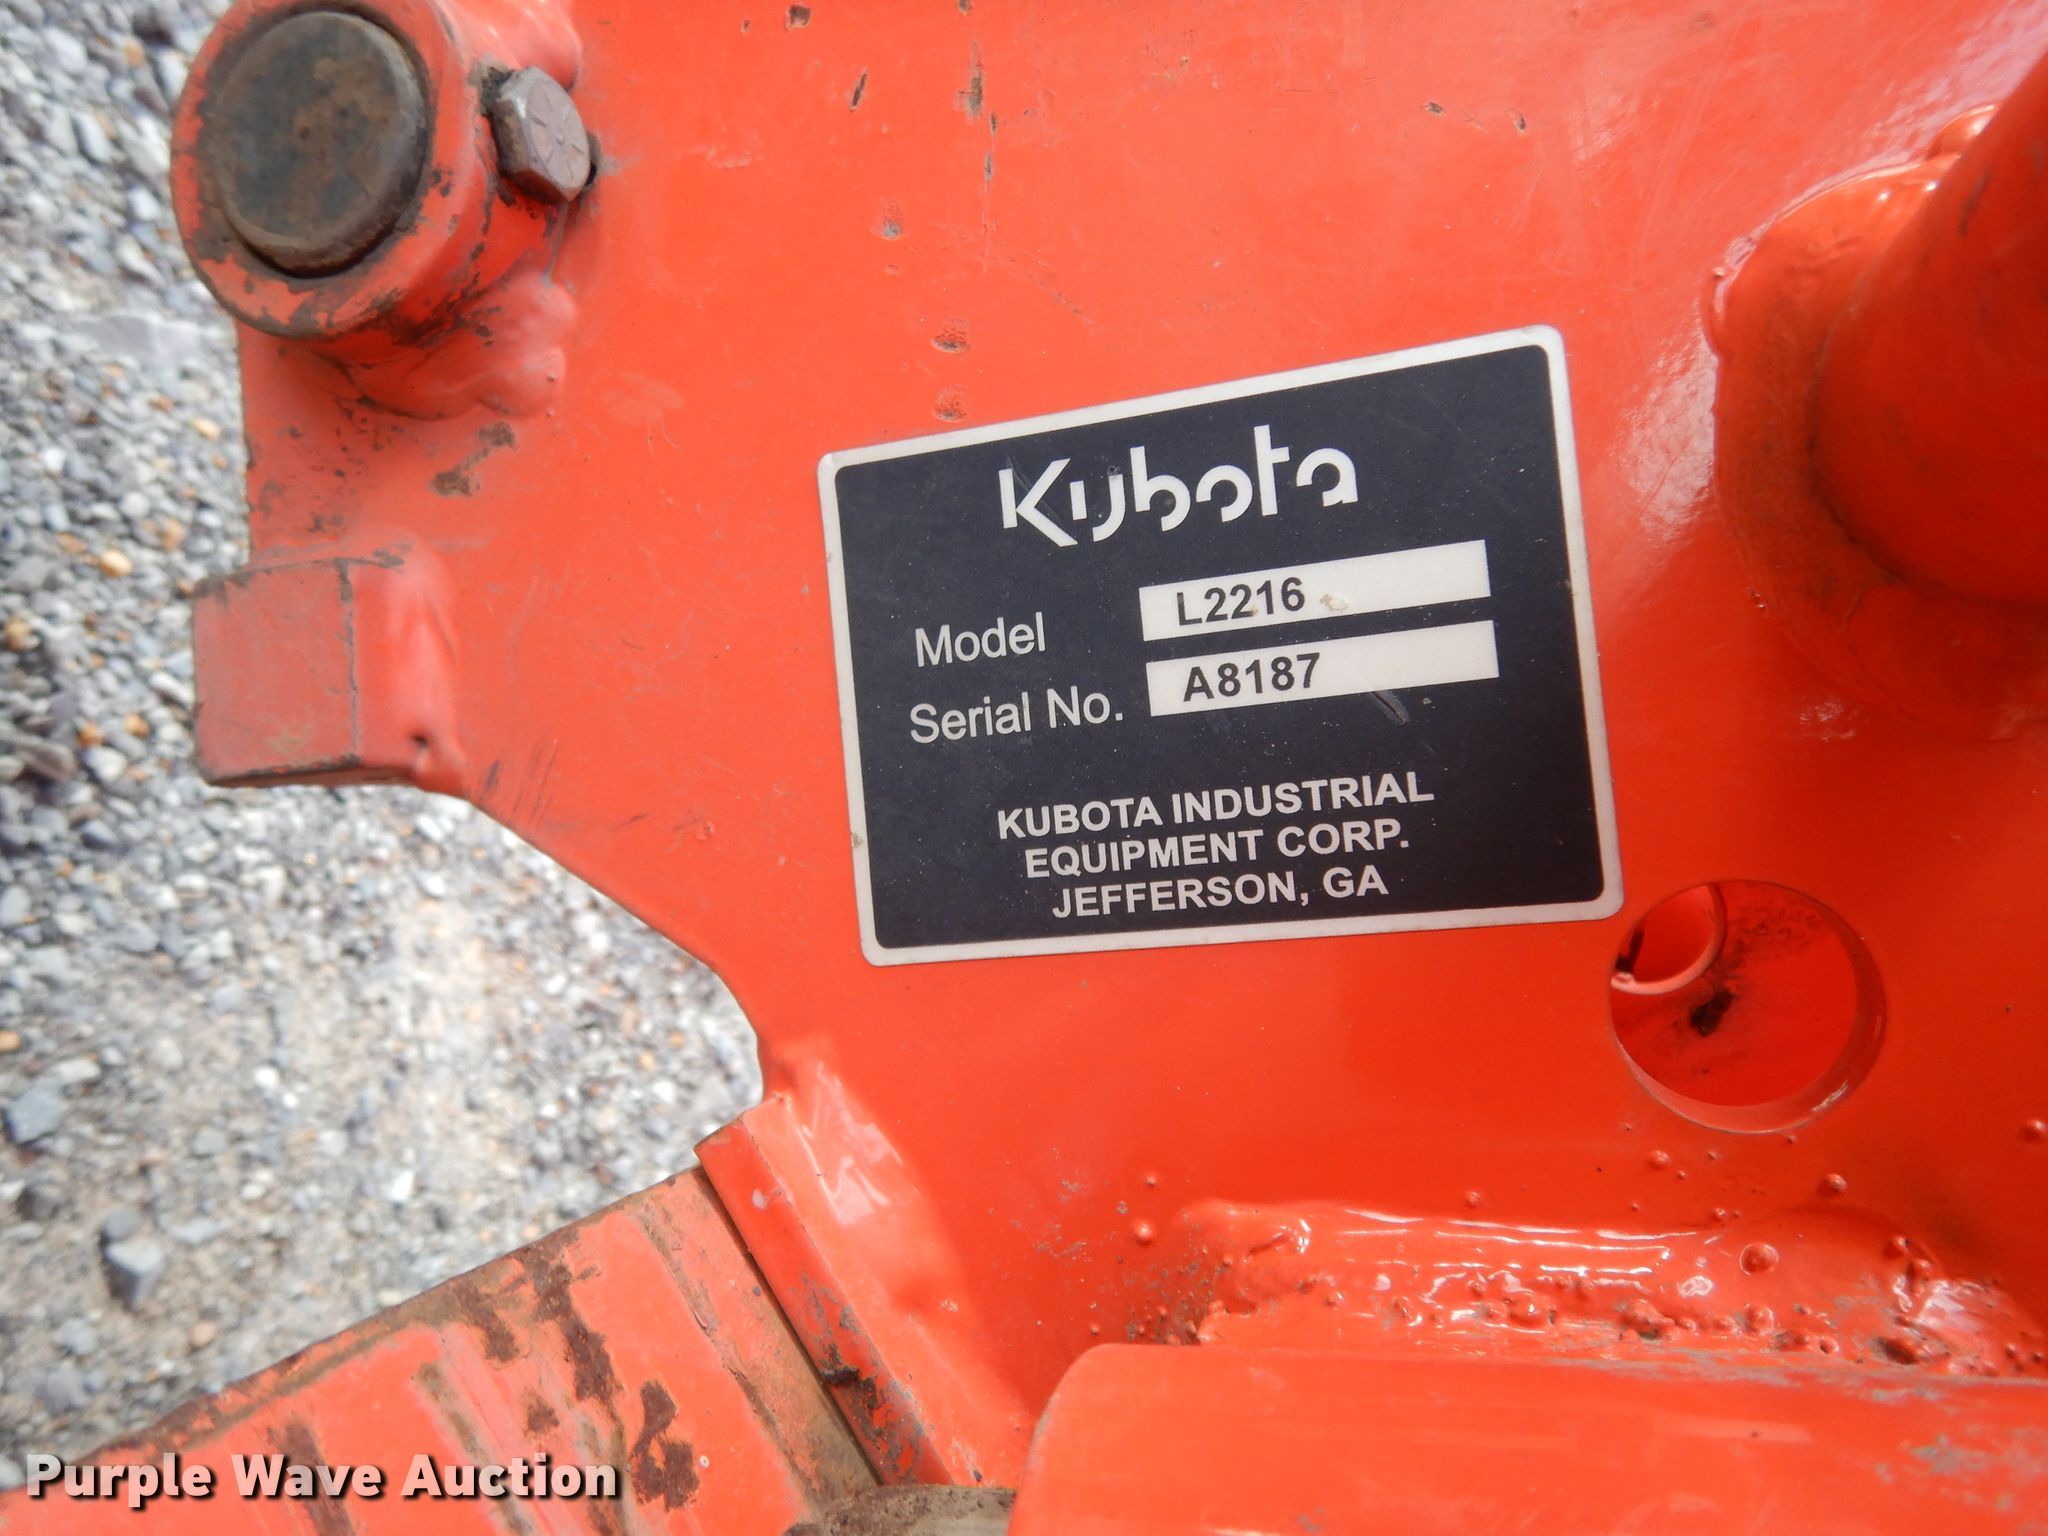 Kubota
Model L2216
Serial No. A8187
KUBOTA INDUSTRIAL
EQUIPMENT CORP.
JEFFERSON, GA
Purple Wave Auction